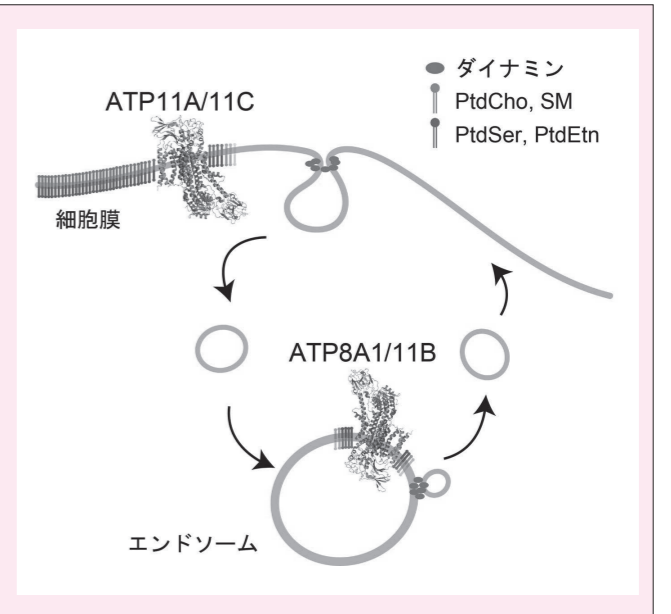 ダイナミン
PtdCho, SM
PtdSer, PtdEtn
ATP11A/11C
細胞膜
ATP8A1/11B
エンドソーム